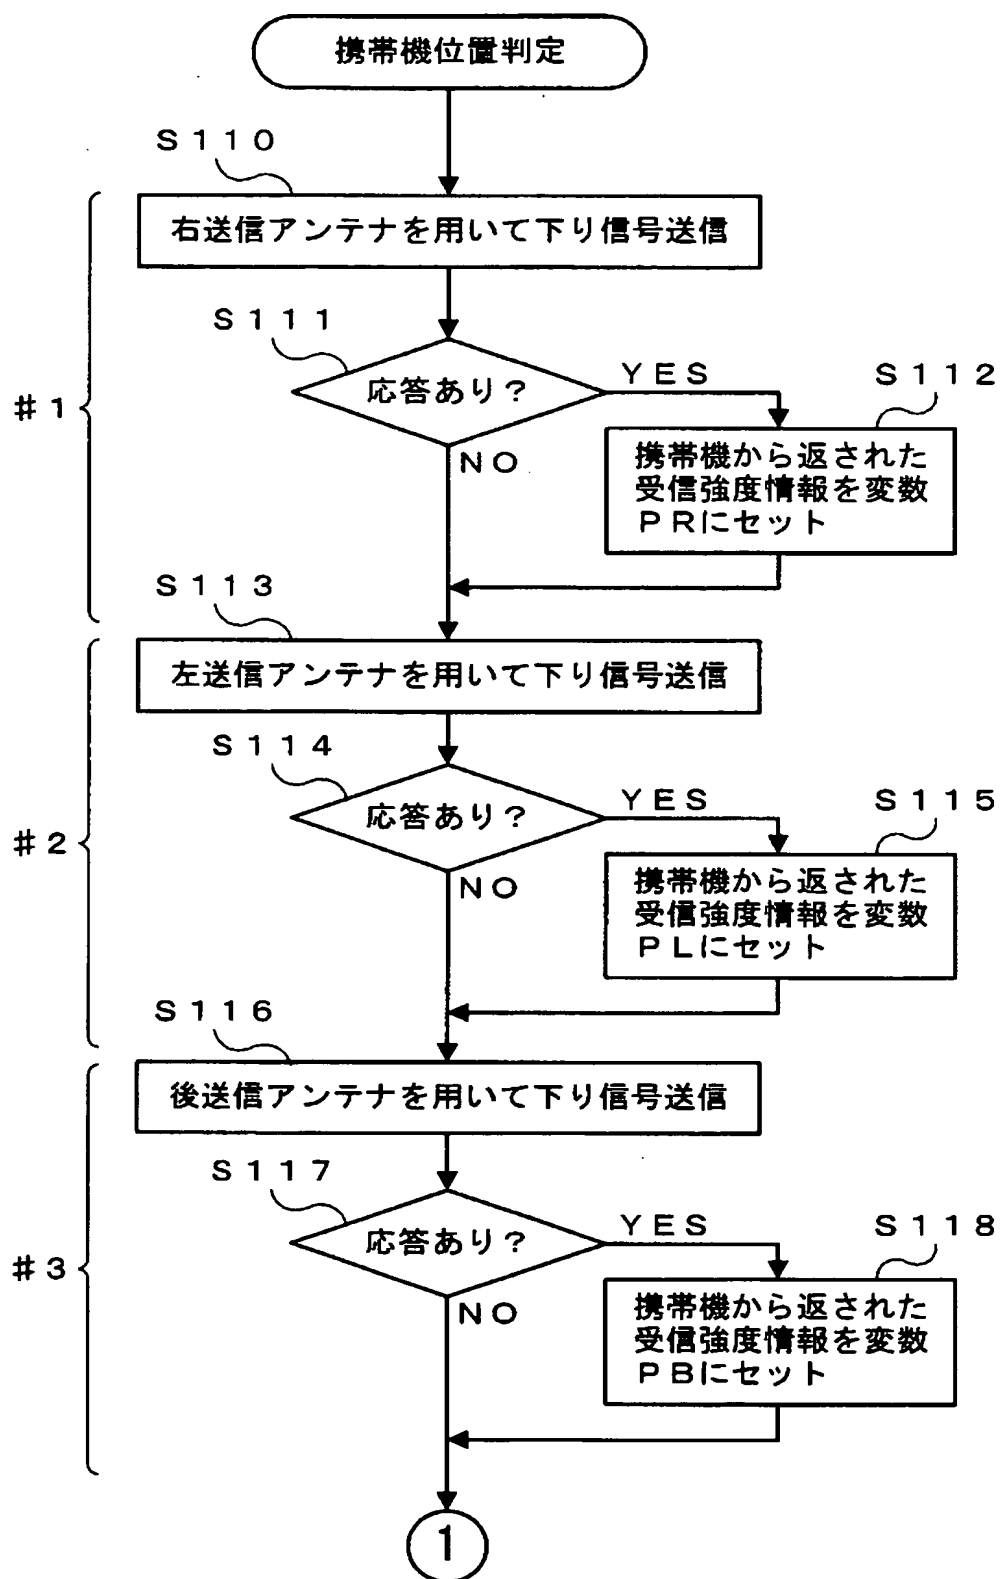 携帯機位置判定
S110
右送信アンテナを用いて下り信号送信
S111
応答あり?
YES
NO
S112
携帯機から返された
受信強度情報を変数
PRにセット
#1
S113
左送信アンテナを用いて下り信号送信
S114
応答あり?
YES
NO
S115
携帯機から返された
受信強度情報を変数
PLにセット
#2
S116
後送信アンテナを用いて下り信号送信
S117
応答あり?
YES
NO
S118
携帯機から返された
受信強度情報を変数
PBにセット
#3
1